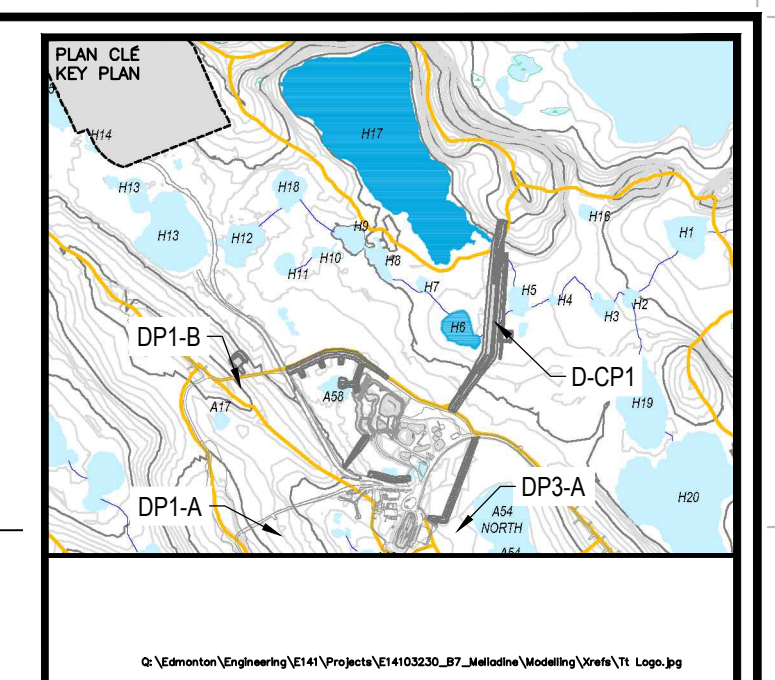 PLAN CLÉ
KEY PLAN
H14
H17
H13
H18
H16
H13
H12
H9
H1
H10
H8
H11
H7
H5
H4
H2
H3
H6
DP1-B
D-CP1
A58
A17
H19
DP3-A
DP1-A
H20
A54
NORTH
A54
Q:\Edmonton\Engineering\E141\Projects\E14103230_B7_Meliadine\Modelling\Xrefs\Tt Logo.jpg